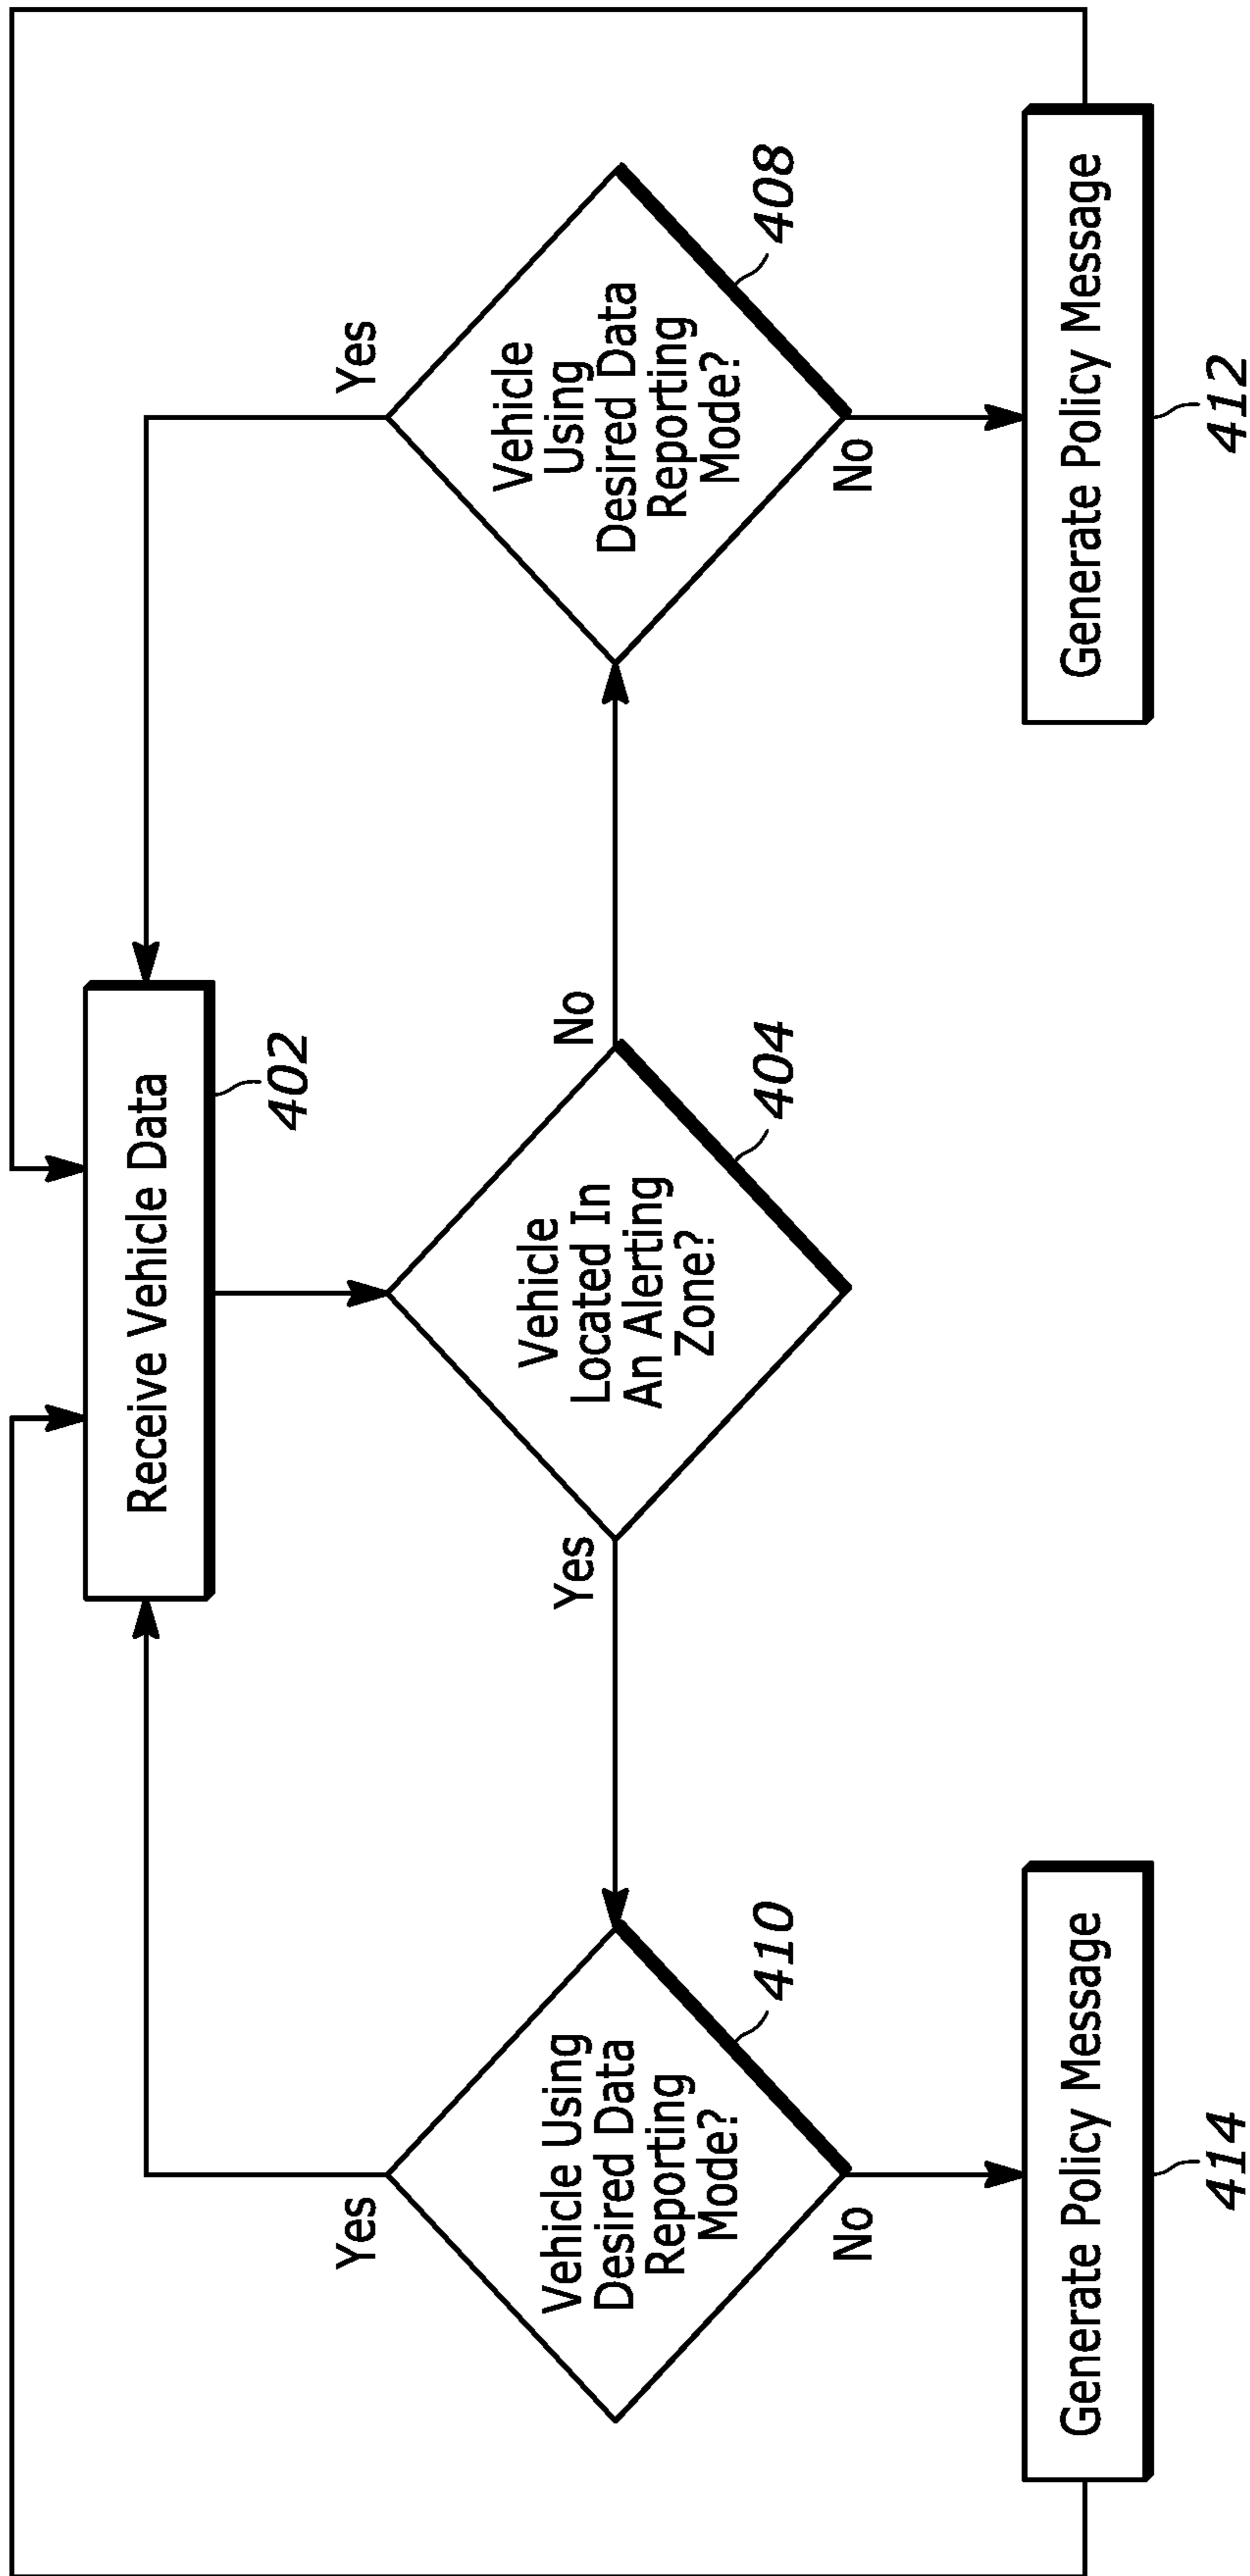 Receive Vehicle Data
402
Yes
Yes
Vehicle Using
Desired Data
Reporting
Mode?
410
No
Yes
Vehicle
Located In
An Alerting
Zone?
404
No
Vehicle
Using
Desired Data
Reporting
Mode?
408
No
Generate Policy Message
414
Generate Policy Message
412